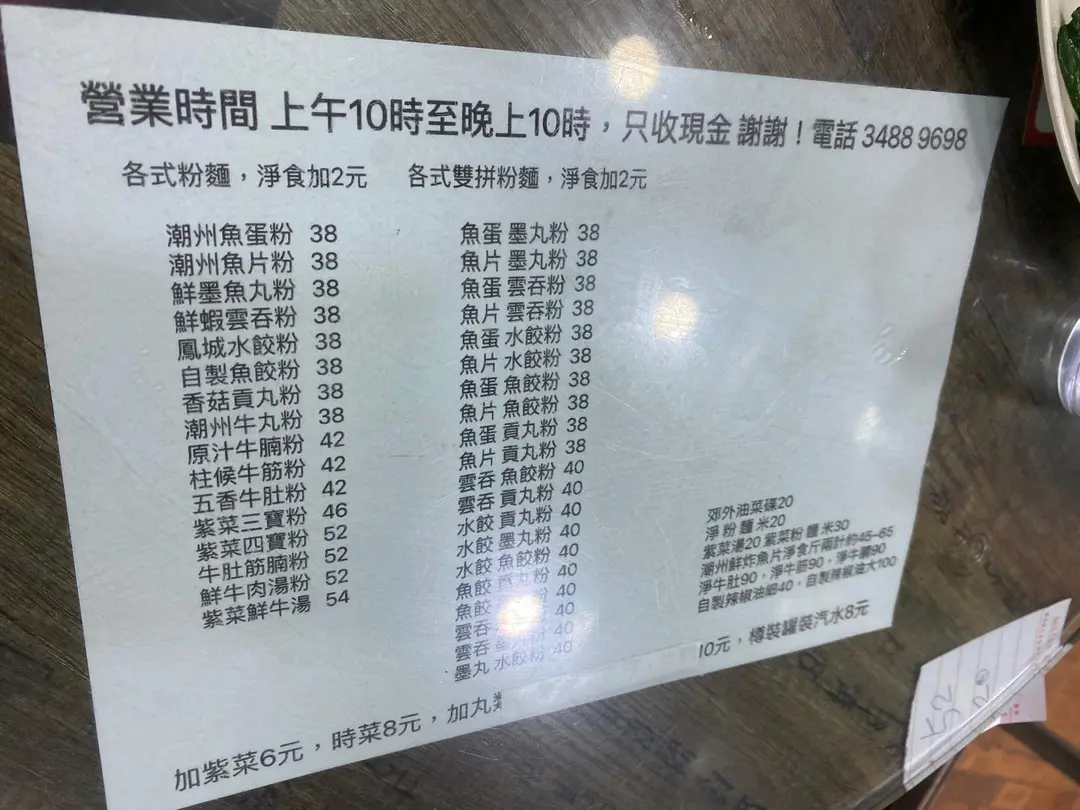 營業時間 上午10時至晚上10時，只收現金 謝謝！電話 3488 9698
各式粉麵，淨食加2元
潮州魚蛋粉 38
潮州魚片粉 38
鮮墨魚丸粉 38
鮮蝦雲吞粉 38
鳳城水餃粉 38
自製魚餃粉 38
香菇貢丸粉 38
潮州牛丸粉 38
原汁牛腩粉 42
柱候牛筋粉 42
五香牛肚粉 42
紫菜三寶粉 46
紫菜四寶粉 52
牛肚筋腩粉 52
鮮牛肉湯粉 52
紫菜鮮牛湯 54
各式雙拼粉麵，淨食加2元
魚蛋 墨丸粉 38
魚片 墨丸粉 38
魚蛋 雲吞粉 38
魚片 雲吞粉 38
魚蛋 水餃粉 38
魚片 水餃粉 38
魚蛋 魚餃粉 38
魚片 魚餃粉 38
魚蛋 貢丸粉 38
魚片 貢丸粉 38
雲吞 魚餃粉 40
雲吞 貢丸粉 40
水餃 貢丸粉 40
水餃 墨丸粉 40
水餃 魚餃粉 40
魚餃 貢丸粉 40
魚餃 40
雲吞 40
雲吞 40
墨丸 水餃粉 40
郊外油菜碟20
淨 粉 麵 米20
紫菜湯20 紫菜粉 麵 米30
潮州鮮炸魚片淨食斤兩計約45-65
淨牛肚90，淨牛筋90，淨牛腩90
自製辣椒油細40，自製辣椒油大100
加紫菜6元，時菜8元，加丸 10元，樽裝罐裝汽水8元
52